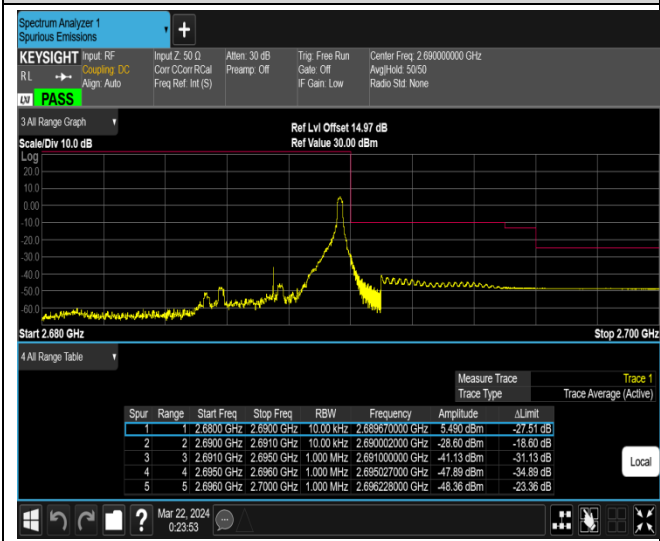 Spectrum Analyzer 1
Spurious Emissions
KEYSIGHT Input: RF Input Z: 50 Ω Atten: 30 dB Trig: Free Run Center Freq: 2.690000000 GHz
RL Coupling: DC Corr CCorr RCal Preamp: Off Gate: Off Avg|Hold: 50/50
Align: Auto Freq Ref: Int (S) IF Gain: Low Radio Std: None
LXI PASS
3 All Range Graph
Ref Lvl Offset 14.97 dB
Scale/Div 10.0 dB Ref Value 30.00 dBm
Log
20.0
10.0
0.00
-10.0
-20.0
-30.0
-40.0
-50.0
-60.0
Start 2.680 GHz Stop 2.700 GHz
4 All Range Table
Measure Trace Trace 1
Trace Type Trace Average (Active)
Spur Range Start Freq Stop Freq RBW Frequency Amplitude ΔLimit
1 1 2.6800 GHz 2.6900 GHz 10.00 kHz 2.689670000 GHz 5.490 dBm -27.51 dB
2 2 2.6900 GHz 2.6910 GHz 10.00 kHz 2.690002000 GHz -28.60 dBm -18.60 dB
3 3 2.6910 GHz 2.6950 GHz 1.000 MHz 2.691000000 GHz -41.13 dBm -31.13 dB
4 4 2.6950 GHz 2.6960 GHz 1.000 MHz 2.695027000 GHz -47.89 dBm -34.89 dB
5 5 2.6960 GHz 2.7000 GHz 1.000 MHz 2.696228000 GHz -48.36 dBm -23.36 dB
Local
Mar 22, 2024
0:23:53